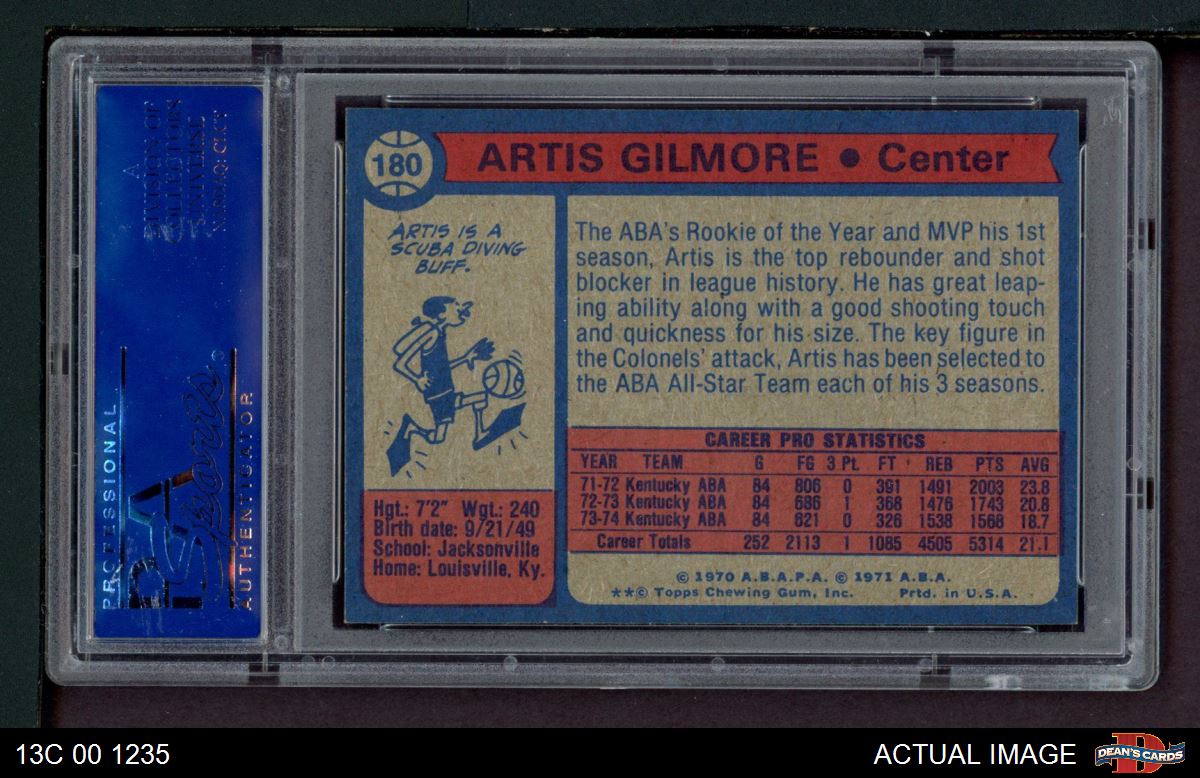 A
DIVISION OF
COLLECTORS
UNIVERSE
NASDAQ: CLCT
PROFESSIONAL
PSA
Sports
AUTHENTICATOR
180
ARTIS GILMORE • Center
ARTIS IS A
SCUBA DIVING
BUFF.
Hgt.: 7'2" Wgt.: 240
Birth date: 9/21/49
School: Jacksonville
Home: Louisville, Ky.
The ABA's Rookie of the Year and MVP his 1st
season, Artis is the top rebounder and shot
blocker in league history. He has great leap-
ing ability along with a good shooting touch
and quickness for his size. The key figure in
the Colonels' attack, Artis has been selected to
the ABA All-Star Team each of his 3 seasons.
CAREER PRO STATISTICS
YEAR TEAM G FG 3 Pt. FT REB PTS AVG
71-72 Kentucky ABA 84 806 0 391 1491 2003 23.8
72-73 Kentucky ABA 84 686 1 368 1476 1743 20.8
73-74 Kentucky ABA 84 621 0 326 1538 1568 18.7
Career Totals 252 2113 1 1085 4505 5314 21.1
© 1970 A.B.A.P.A. © 1971 A.B.A.
**© Topps Chewing Gum, Inc. Prtd. in U.S.A.
13C 00 1235
ACTUAL IMAGE
DEAN'S CARDS